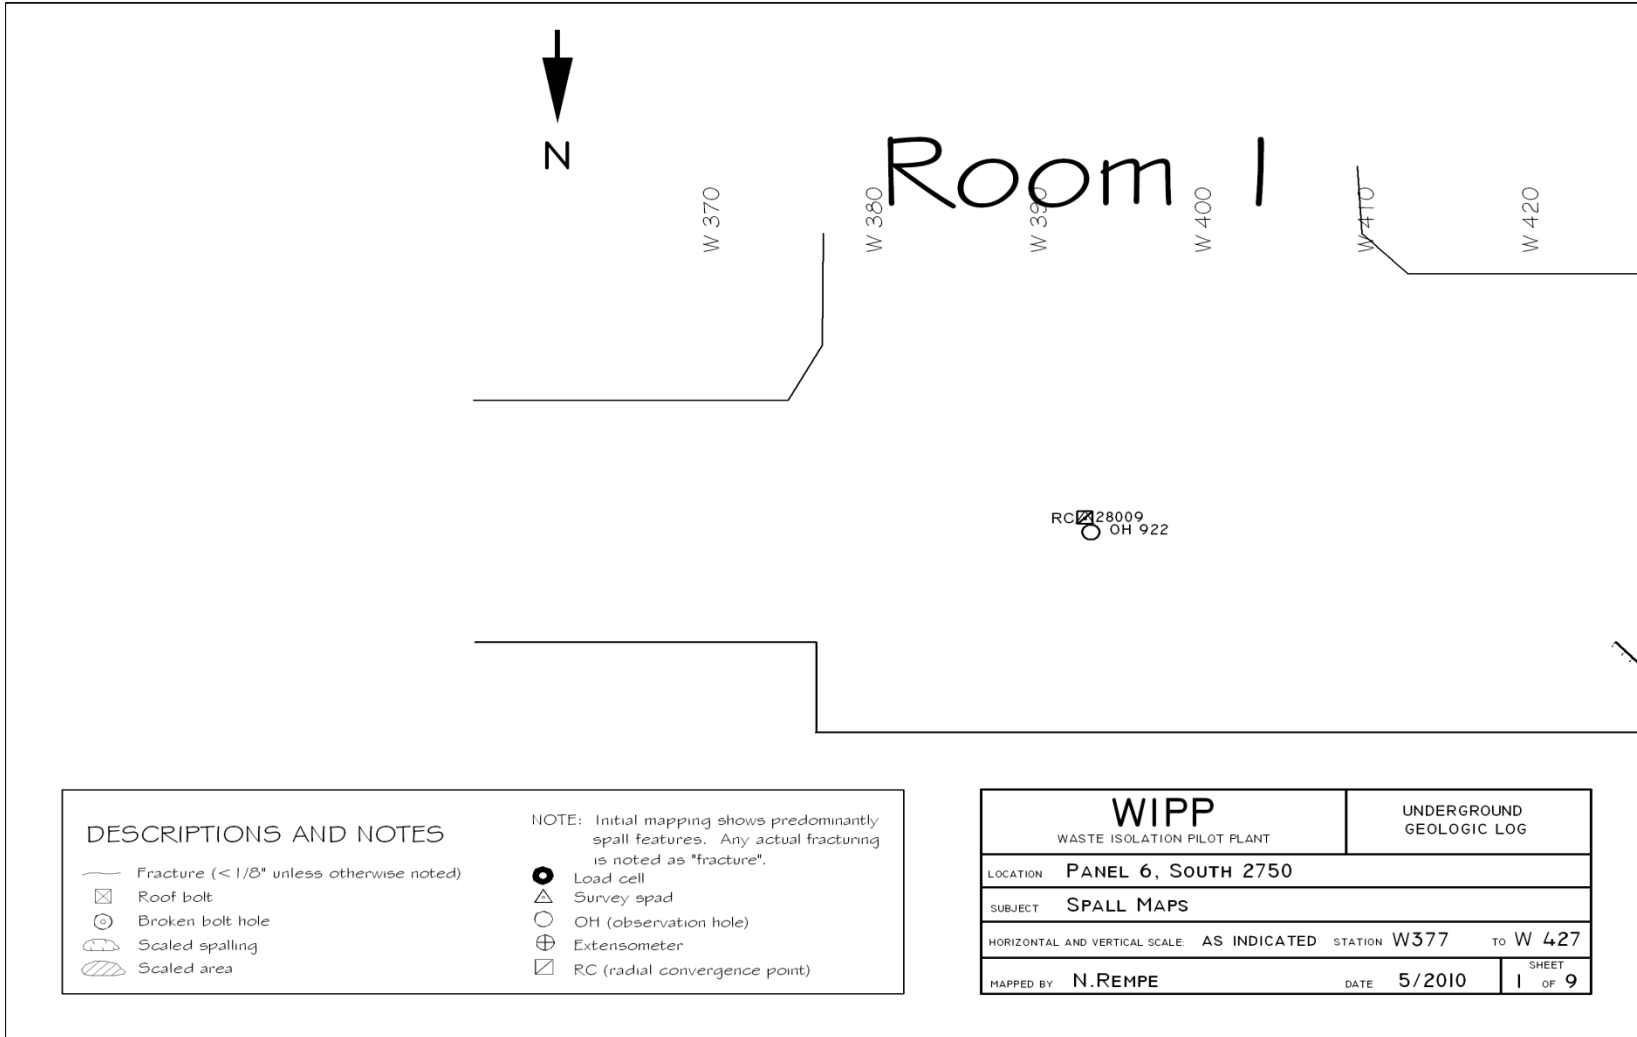 N
Room 1
W 370
W 380
W 390
W 400
W 410
W 420
RC 28009
OH 922
DESCRIPTIONS AND NOTES
Fracture (<1/8" unless otherwise noted)
Roof bolt
Broken bolt hole
Scaled spalling
Scaled area
NOTE: Initial mapping shows predominantly
spall features. Any actual fracturing
is noted as "fracture".
Load cell
Survey spad
OH (observation hole)
Extensometer
RC (radial convergence point)
WIPP
WASTE ISOLATION PILOT PLANT
UNDERGROUND
GEOLOGIC LOG
LOCATION PANEL 6, SOUTH 2750
SUBJECT SPALL MAPS
HORIZONTAL AND VERTICAL SCALE: AS INDICATED STATION W377 TO W 427
MAPPED BY N.REMPE DATE 5/2010 SHEET 1 OF 9